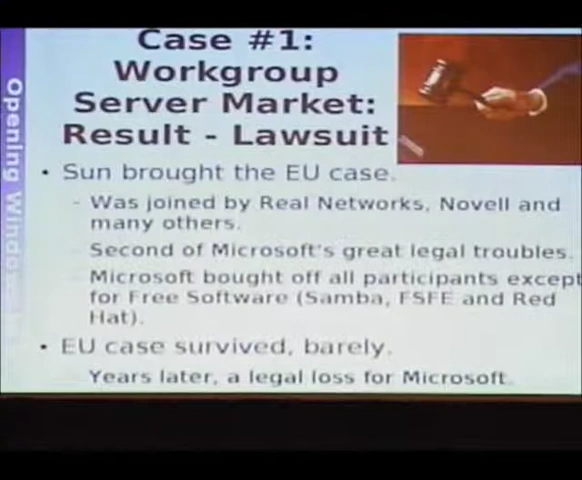 Case #1:
Workgroup
Server Market:
Result - Lawsuit
Opening Windows
• Sun brought the EU case.
- Was joined by Real Networks, Novell and
many others.
- Second of Microsoft's great legal troubles.
- Microsoft bought off all participants except
for Free Software (Samba, FSFE and Red
Hat).
• EU case survived, barely.
Years later, a legal loss for Microsoft.